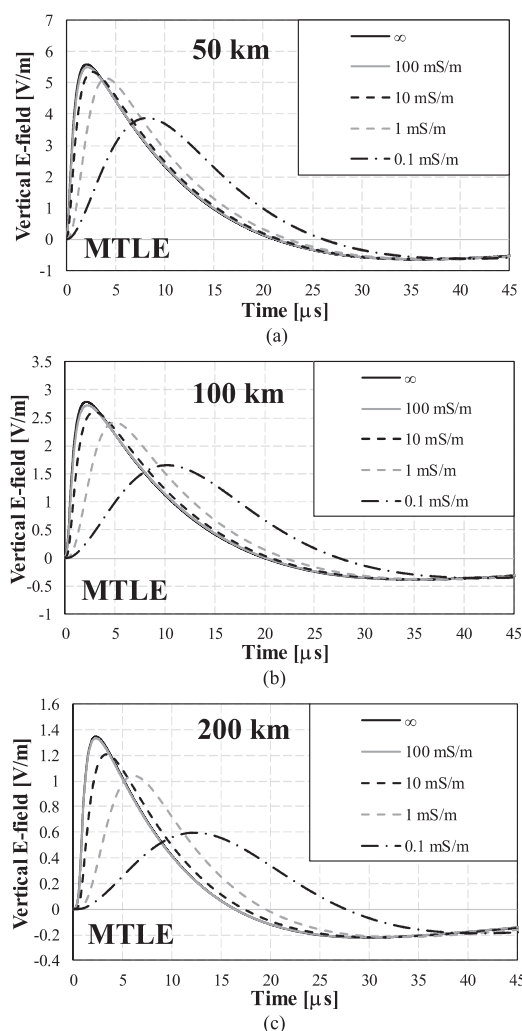 7
6
5
4
3
2
1
0
-1
Vertical E-field [V/m]
50 km
∞
100 mS/m
10 mS/m
1 mS/m
0.1 mS/m
MTLE
0 5 10 15 20 25 30 35 40 45
Time [μs]
(a)
3.5
3
2.5
2
1.5
1
0.5
0
-0.5
-1
Vertical E-field [V/m]
100 km
∞
100 mS/m
10 mS/m
1 mS/m
0.1 mS/m
MTLE
0 5 10 15 20 25 30 35 40 45
Time [μs]
(b)
1.6
1.4
1.2
1
0.8
0.6
0.4
0.2
0
-0.2
-0.4
Vertical E-field [V/m]
200 km
∞
100 mS/m
10 mS/m
1 mS/m
0.1 mS/m
MTLE
0 5 10 15 20 25 30 35 40 45
Time [μs]
(c)